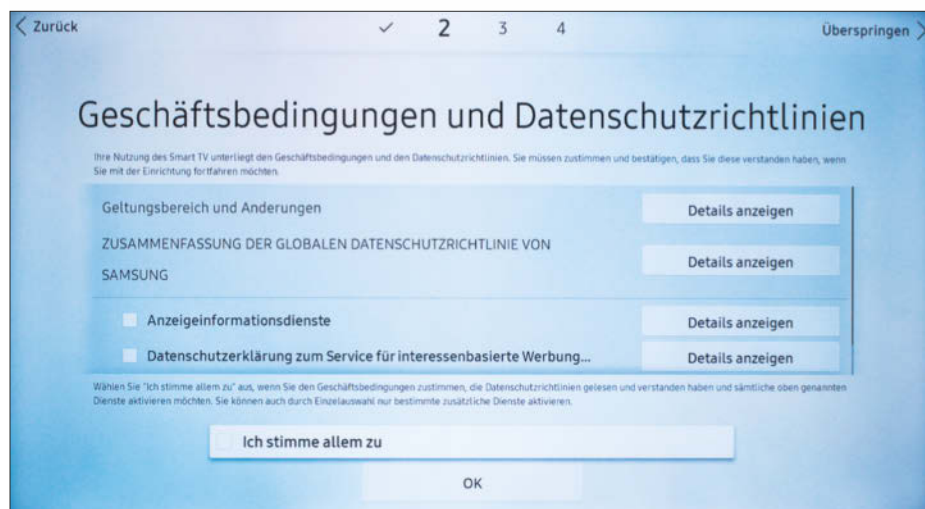 Zurück
✓ 2 3 4
Überspringen
Geschäftsbedingungen und Datenschutzrichtlinien
Ihre Nutzung des Smart TV unterliegt den Geschäftsbedingungen und den Datenschutzrichtlinien. Sie müssen zustimmen und bestätigen, dass Sie diese verstanden haben, wenn
Sie mit der Einrichtung fortfahren möchten.
Geltungsbereich und Änderungen
Details anzeigen
ZUSAMMENFASSUNG DER GLOBALEN DATENSCHUTZRICHTLINIE VON
SAMSUNG
Details anzeigen
Anzeigeinformationsdienste
Details anzeigen
Datenschutzerklärung zum Service für interessenbasierte Werbung...
Details anzeigen
Wählen Sie "Ich stimme allem zu" aus, wenn Sie den Geschäftsbedingungen zustimmen, die Datenschutzrichtlinien gelesen und verstanden haben und sämtliche oben genannten
Dienste aktivieren möchten. Sie können auch durch Einzelauswahl nur bestimmte zusätzliche Dienste aktivieren.
Ich stimme allem zu
OK